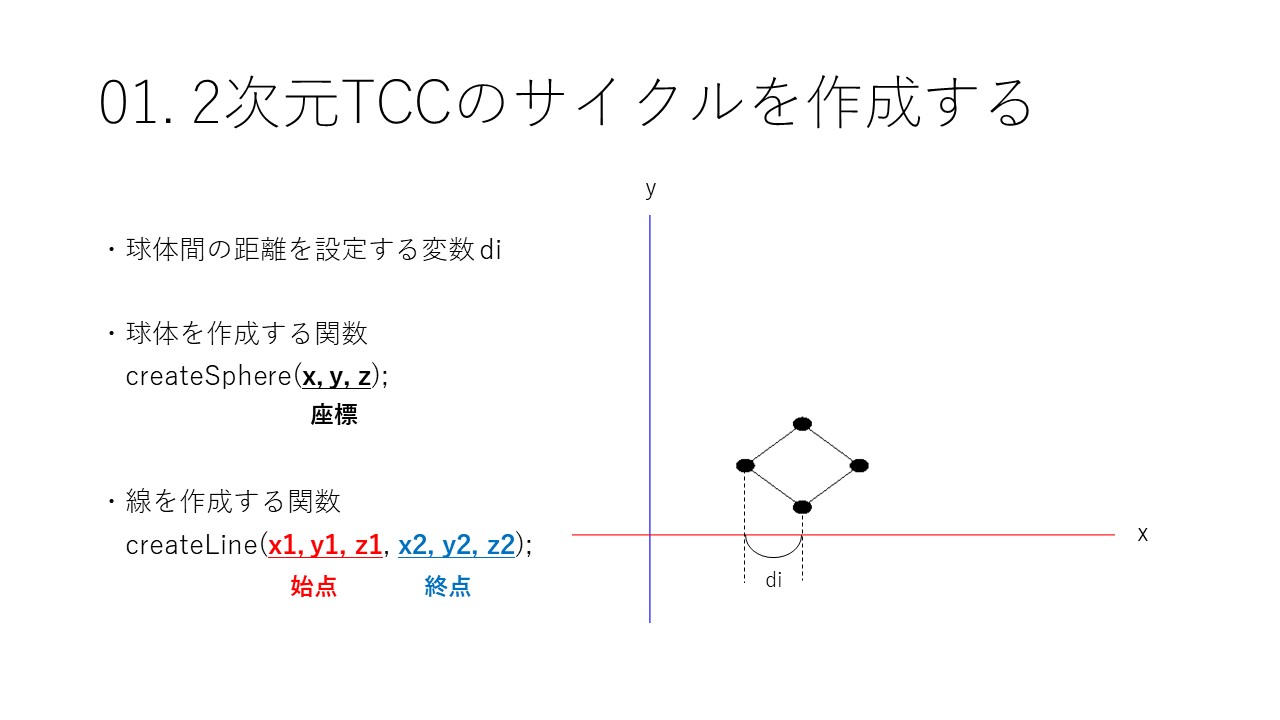 01. 2次元TCCのサイクルを作成する
・球体間の距離を設定する変数di
・球体を作成する関数
createSphere(x, y, z);
座標
・線を作成する関数
createLine(x1, y1, z1, x2, y2, z2);
始点 終点
y
x
di